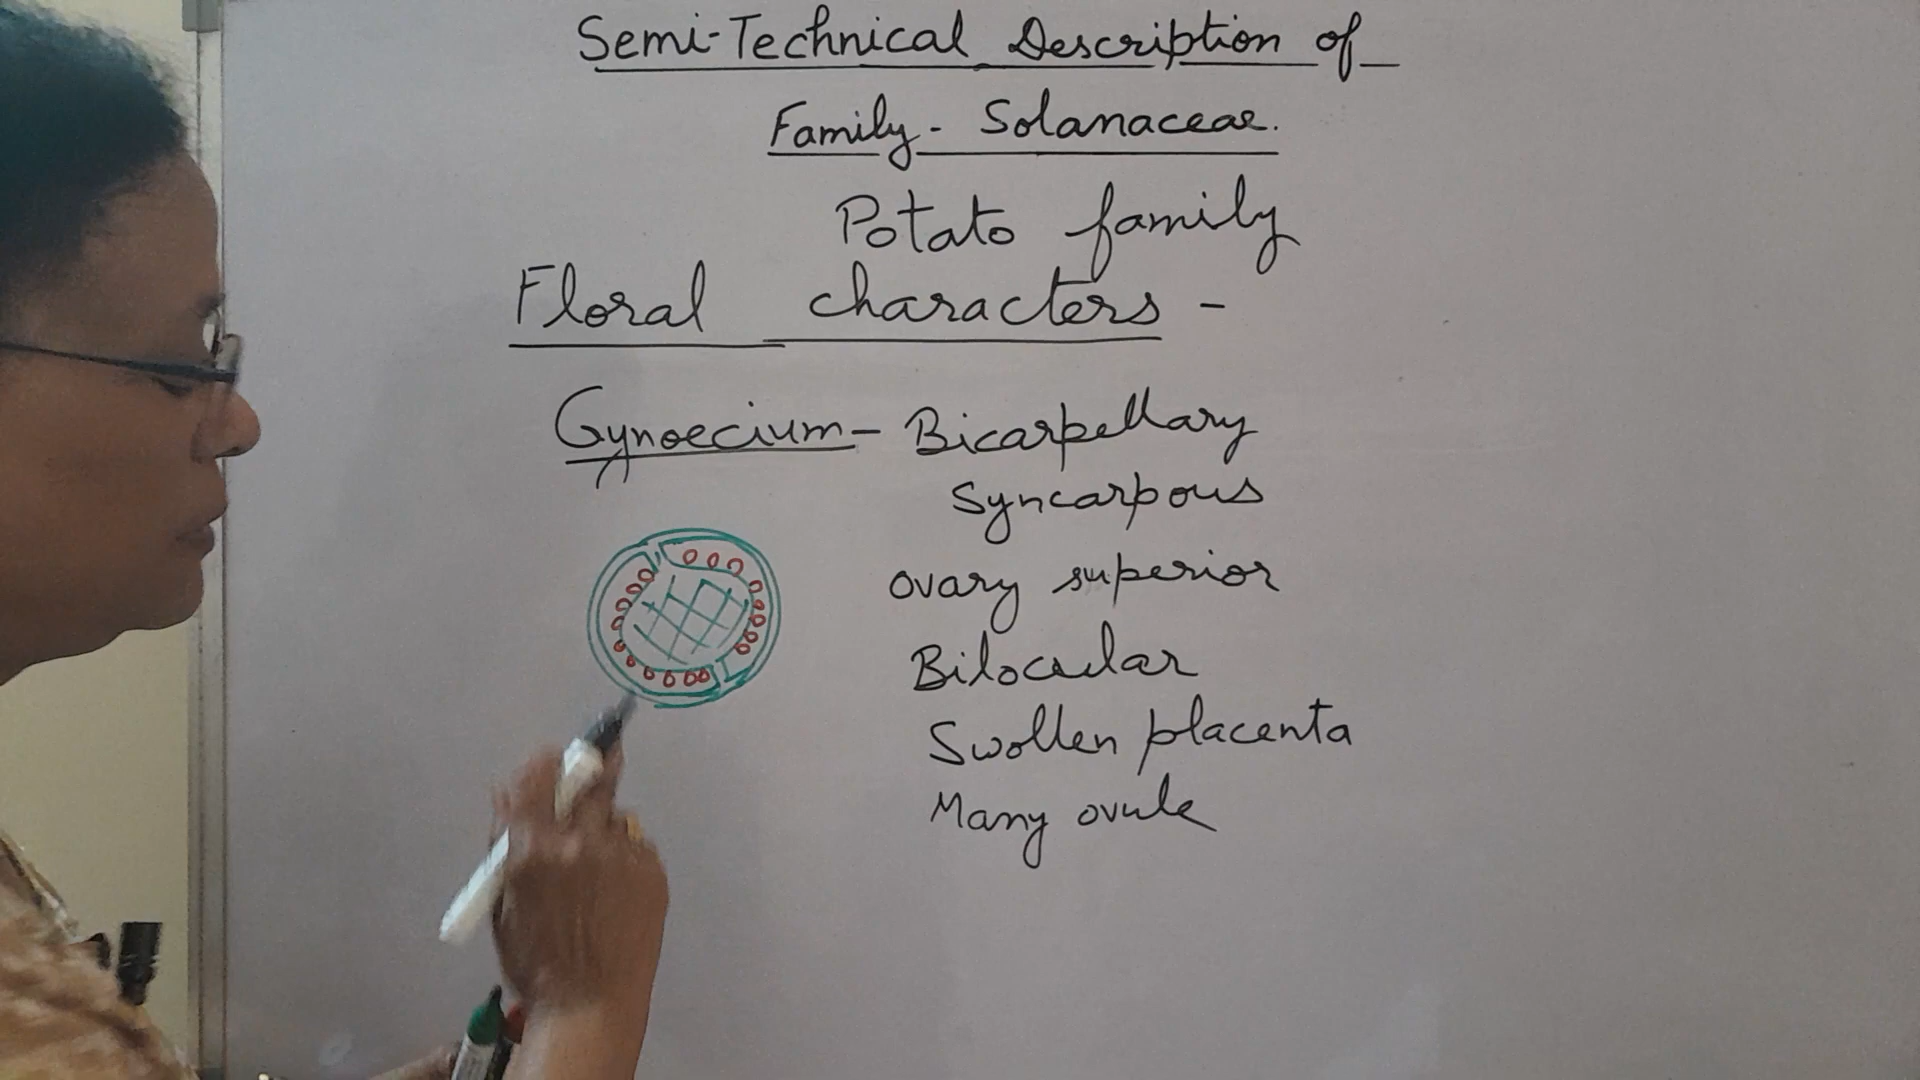 Semi-Technical Description of
Family - Solanaceae.
Potato family
Floral characters -
Gynoecium - Bicarpellary
Syncarpous
ovary superior
Bilocular
Swollen placenta
Many ovule